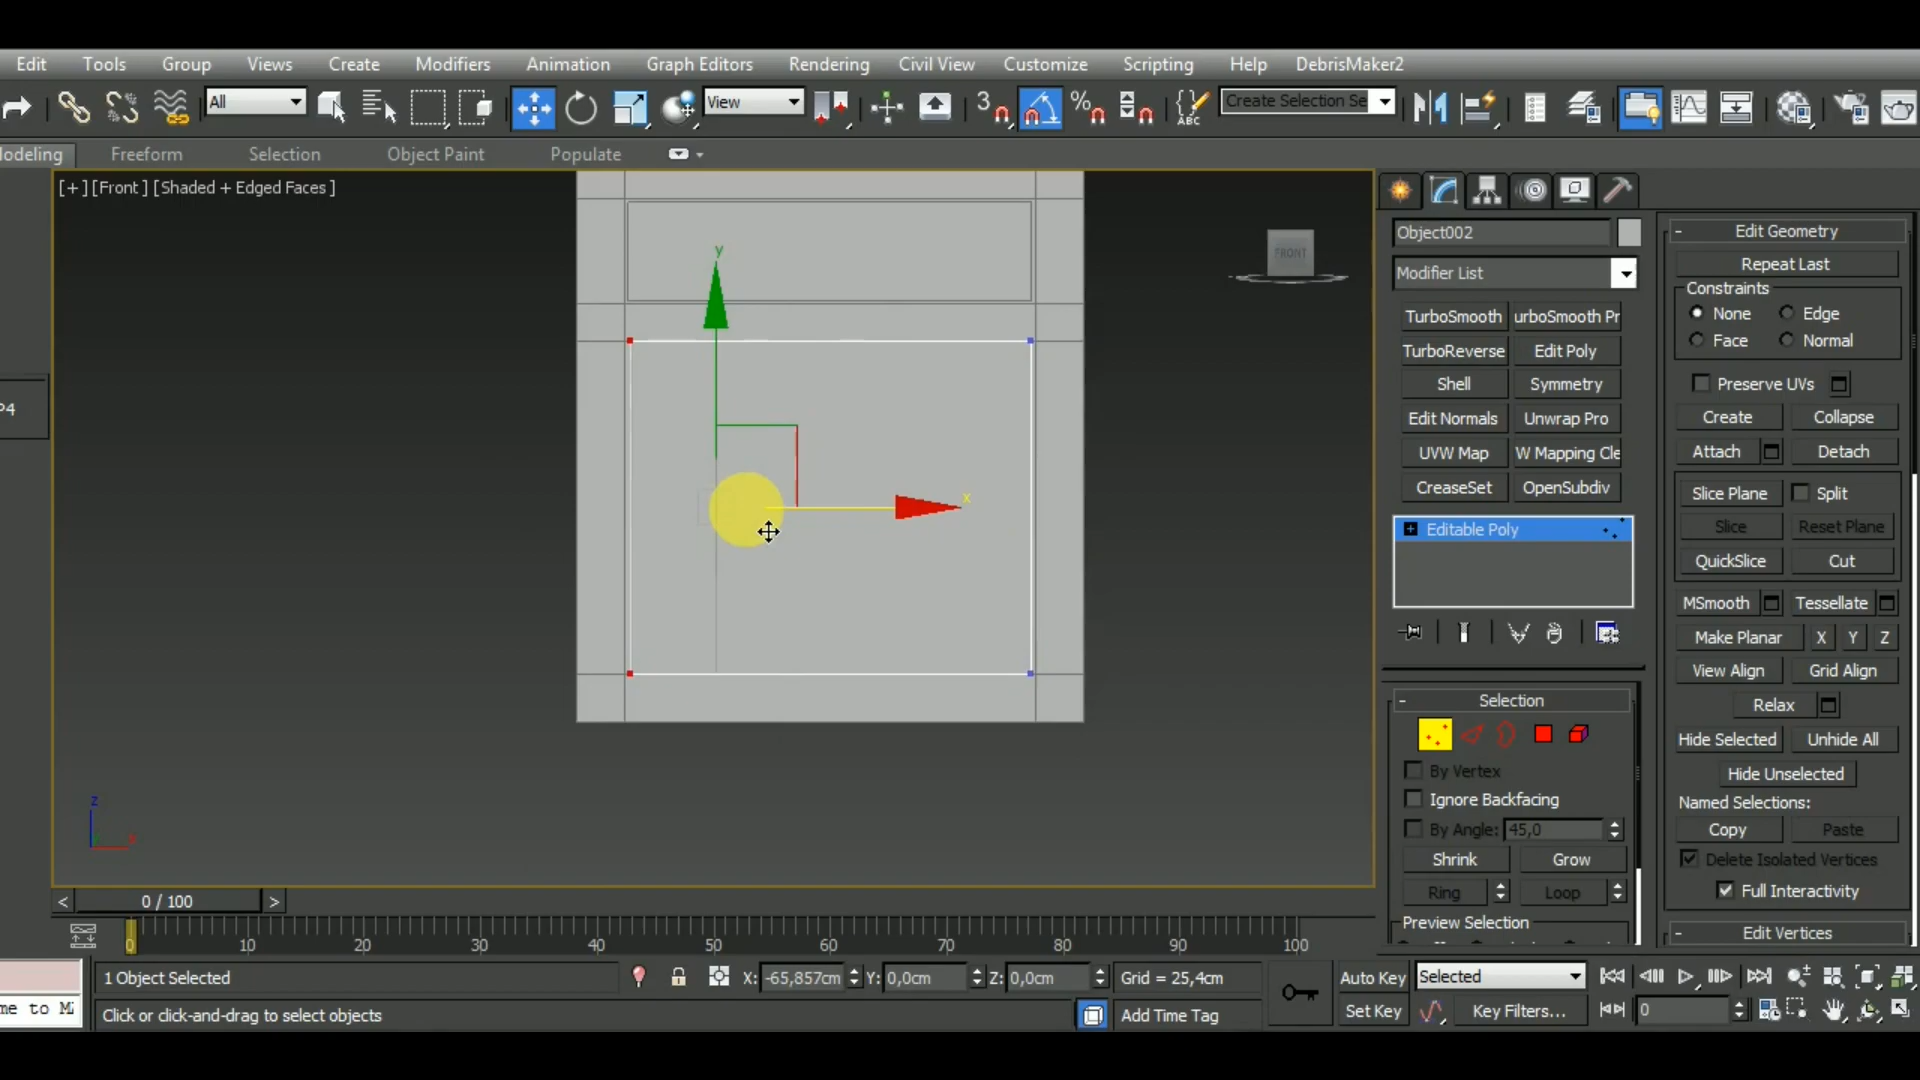 Edit Tools Group Views Create Modifiers Animation Graph Editors Rendering Civil View Customize Scripting Help DebrisMaker2
All View 3 % ABC Create Selection Se
odeling Freeform Selection Object Paint Populate
[+] [Front ] [Shaded + Edged Faces ]
FRONT
y
x
z
x
P4
Object002
Modifier List
TurboSmooth urboSmooth Pr
TurboReverse Edit Poly
Shell Symmetry
Edit Normals Unwrap Pro
UVW Map W Mapping Cle
CreaseSet OpenSubdiv
Editable Poly
- Selection
By Vertex
Ignore Backfacing
By Angle: 45,0
Shrink Grow
Ring Loop
Preview Selection
- Edit Geometry
Repeat Last
Constraints
None Edge
Face Normal
Preserve UVs
Create Collapse
Attach Detach
Slice Plane Split
Slice Reset Plane
QuickSlice Cut
MSmooth Tessellate
Make Planar X Y Z
View Align Grid Align
Relax
Hide Selected Unhide All
Hide Unselected
Named Selections:
Copy Paste
Delete Isolated Vertices
Full Interactivity
- Edit Vertices
< 0 / 100 >
0 10 20 30 40 50 60 70 80 90 100
1 Object Selected X: -65,857cm Y: 0,0cm Z: 0,0cm Grid = 25,4cm Auto Key Selected
me to M Click or click-and-drag to select objects Add Time Tag Set Key Key Filters... 0